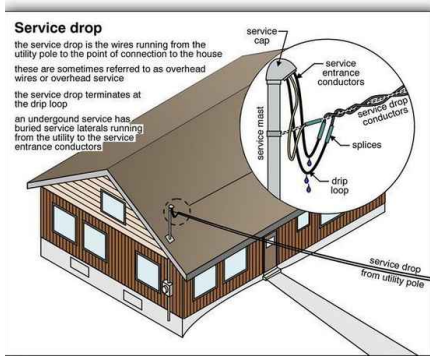 Service drop
the service drop is the wires running from the
utility pole to the point of connection to the house
these are sometimes referred to as overhead
wires or overhead service
the service drop terminates at
the drip loop
an undergound service has
buried service laterals running
from the utility to the service
entrance conductors
service
cap
service
entrance
conductors
service mast
service drop
conductors
splices
drip
loop
service drop
from utility pole